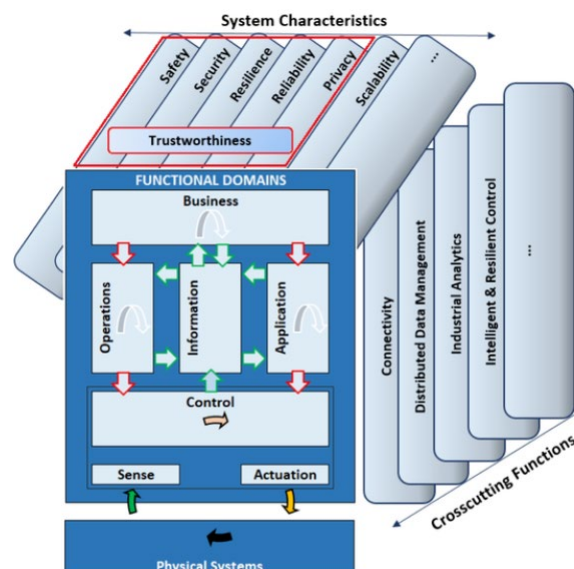 System Characteristics
Safety
Security
Resilience
Reliability
Privacy
Scalability
...
Trustworthiness
FUNCTIONAL DOMAINS
Business
Operations
Information
Application
Control
Sense
Actuation
Physical Systems
Connectivity
Distributed Data Management
Industrial Analytics
Intelligent & Resilient Control
...
Crosscutting Functions